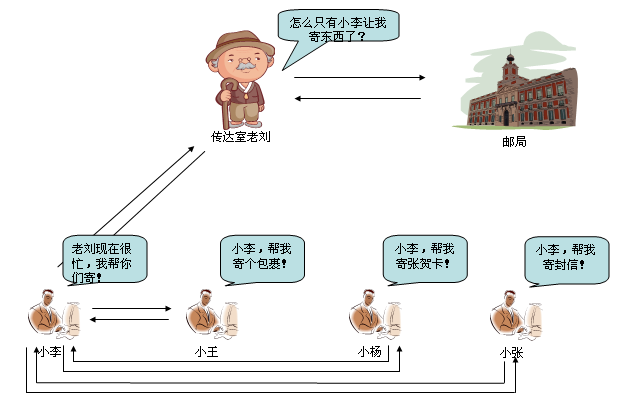 怎么只有小李让我
寄东西了？
传达室老刘
邮局
老刘现在很
忙，我帮你
们寄！
小李，帮我
寄个包裹！
小李，帮我
寄张贺卡！
小李，帮我
寄封信！
小李
小王
小杨
小张